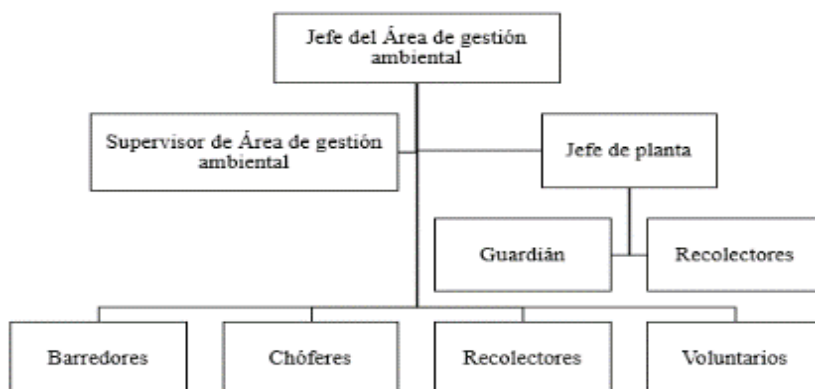 Jefe del Área de gestión
ambiental
Supervisor de Área de gestión
ambiental
Jefe de planta
Guardián
Recolectores
Barredores
Chóferes
Recolectores
Voluntarios